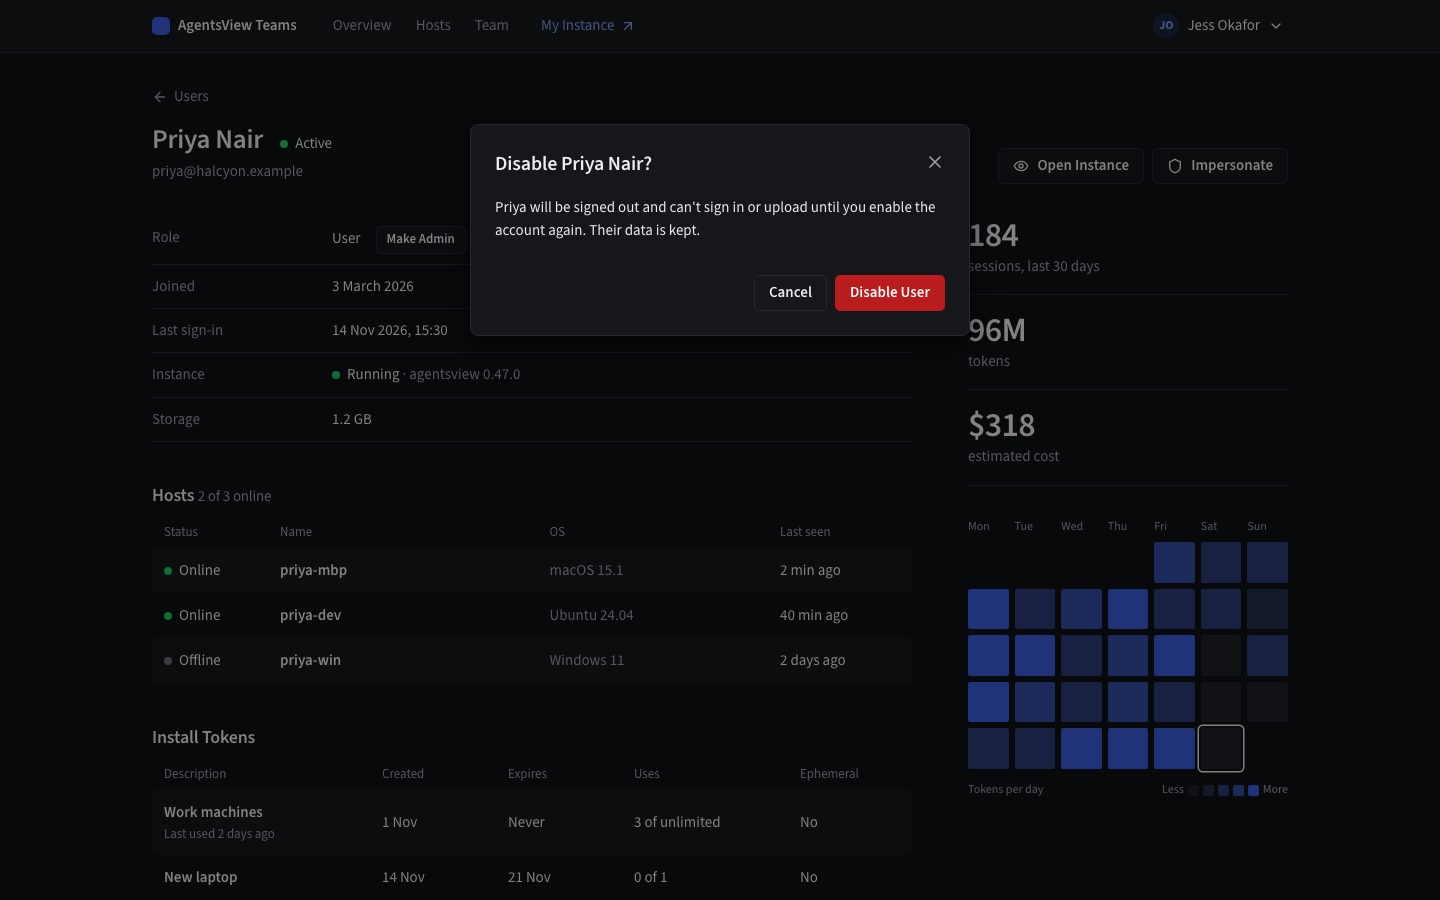 AgentsView Teams
Overview
Hosts
Team
My Instance
JO
Jess Okafor
Users
Priya Nair
Active
priya@halcyon.example
Open Instance
Impersonate
Disable Priya Nair?
Priya will be signed out and can't sign in or upload until you enable the
account again. Their data is kept.
Cancel
Disable User
Role
User
Make Admin
Joined
3 March 2026
Last sign-in
14 Nov 2026, 15:30
Instance
Running · agentsview 0.47.0
Storage
1.2 GB
184
sessions, last 30 days
96M
tokens
$318
estimated cost
Hosts 2 of 3 online
Status Name OS Last seen
Online priya-mbp macOS 15.1 2 min ago
Online priya-dev Ubuntu 24.04 40 min ago
Offline priya-win Windows 11 2 days ago
Mon Tue Wed Thu Fri Sat Sun
Tokens per day
Less
More
Install Tokens
Description Created Expires Uses Ephemeral
Work machines
Last used 2 days ago
1 Nov Never 3 of unlimited No
New laptop 14 Nov 21 Nov 0 of 1 No